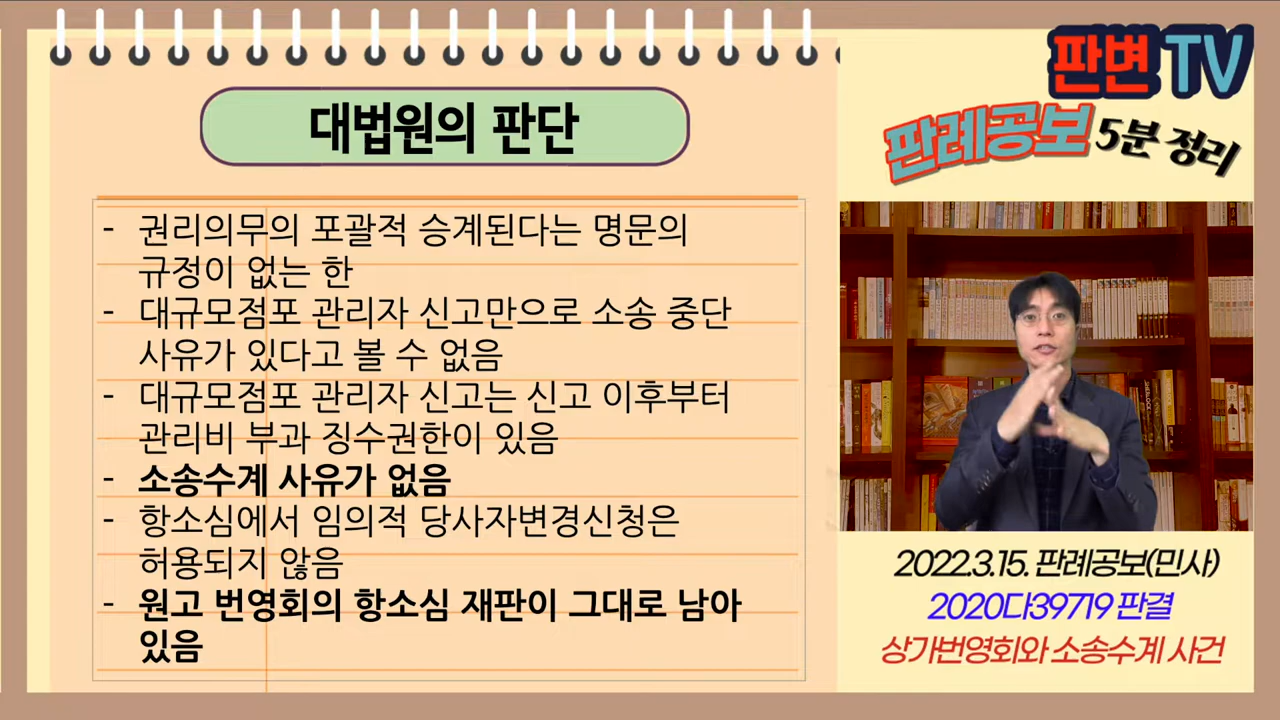 대법원의 판단
- 권리의무의 포괄적 승계된다는 명문의
규정이 없는 한
- 대규모점포 관리자 신고만으로 소송 중단
사유가 있다고 볼 수 없음
- 대규모점포 관리자 신고는 신고 이후부터
관리비 부과 징수권한이 있음
- 소송수계 사유가 없음
- 항소심에서 임의적 당사자변경신청은
허용되지 않음
- 원고 번영회의 항소심 재판이 그대로 남아
있음
판변 TV
판례공보 5분 정리
2022.3.15. 판례공보(민사)
2020다39719 판결
상가번영회와 소송수계 사건